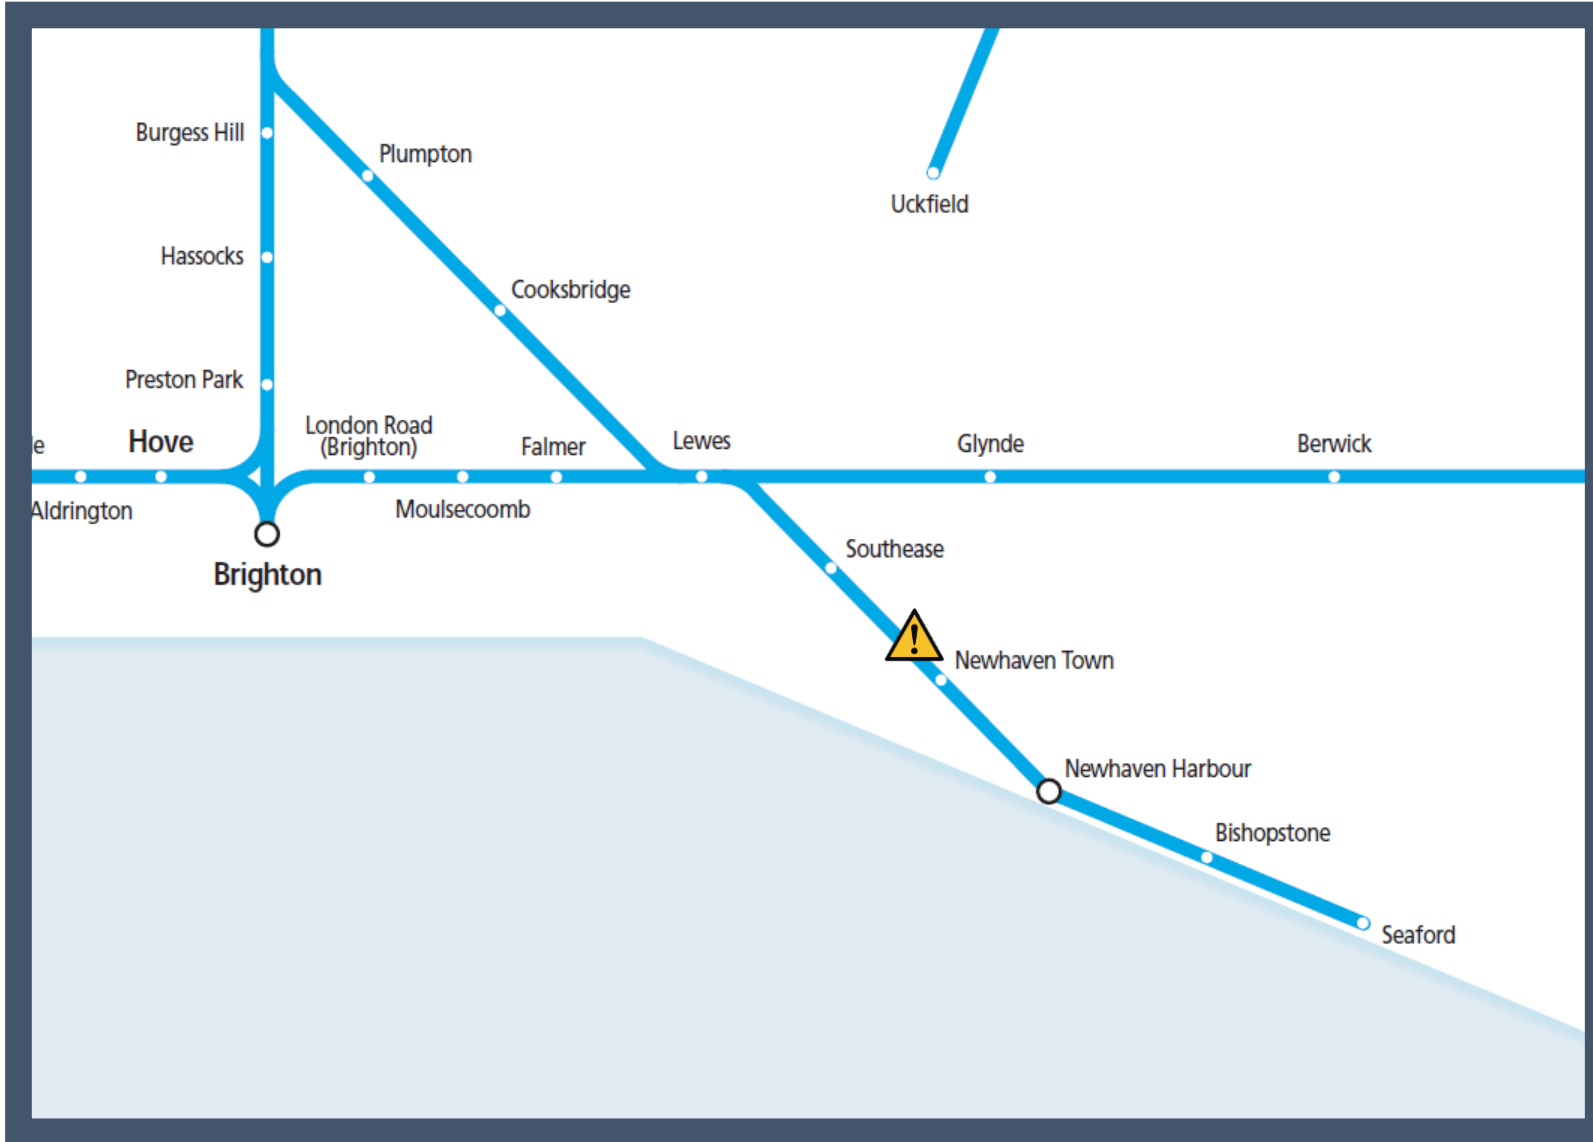 Burgess Hill
Plumpton
Uckfield
Hassocks
Cooksbridge
Preston Park
le
Hove
London Road
(Brighton)
Falmer
Lewes
Glynde
Berwick
Aldrington
Moulsecoomb
Brighton
Southease
!
Newhaven Town
Newhaven Harbour
Bishopstone
Seaford